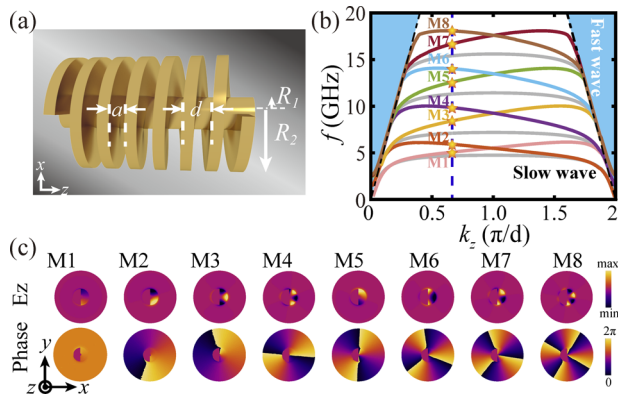 (a)
a
d
R1
R2
x
z
(b)
f (GHz)
20
15
10
5
0
M8
M7
M6
M5
M4
M3
M2
M1
Fast wave
Slow wave
0
0.5
1
1.5
2
kz (π/d)
(c)
M1 M2 M3 M4 M5 M6 M7 M8
Ez
max
min
Phase
2π
0
y
z
x